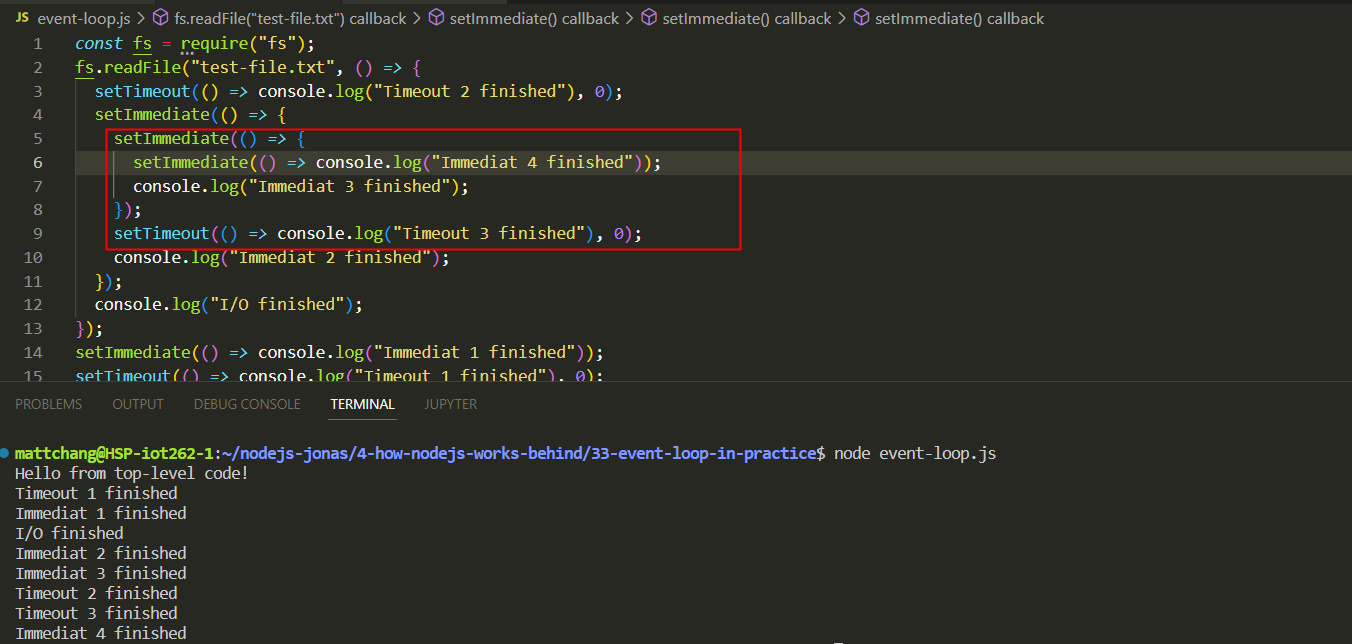 JS event-loop.js > fs.readFile("test-file.txt") callback > setImmediate() callback > setImmediate() callback > setImmediate() callback
1 const fs = require("fs");
2 fs.readFile("test-file.txt", () => {
3 setTimeout(() => console.log("Timeout 2 finished"), 0);
4 setImmediate(() => {
5 setImmediate(() => {
6 setImmediate(() => console.log("Immediat 4 finished"));
7 console.log("Immediat 3 finished");
8 });
9 setTimeout(() => console.log("Timeout 3 finished"), 0);
10 console.log("Immediat 2 finished");
11 });
12 console.log("I/O finished");
13 });
14 setImmediate(() => console.log("Immediat 1 finished"));
15 setTimeout(() => console.log("Timeout 1 finished"), 0);
PROBLEMS OUTPUT DEBUG CONSOLE TERMINAL JUPYTER
mattchang@HSP-iot262-1:~/nodejs-jonas/4-how-nodejs-works-behind/33-event-loop-in-practice$ node event-loop.js
Hello from top-level code!
Timeout 1 finished
Immediat 1 finished
I/O finished
Immediat 2 finished
Immediat 3 finished
Timeout 2 finished
Timeout 3 finished
Immediat 4 finished